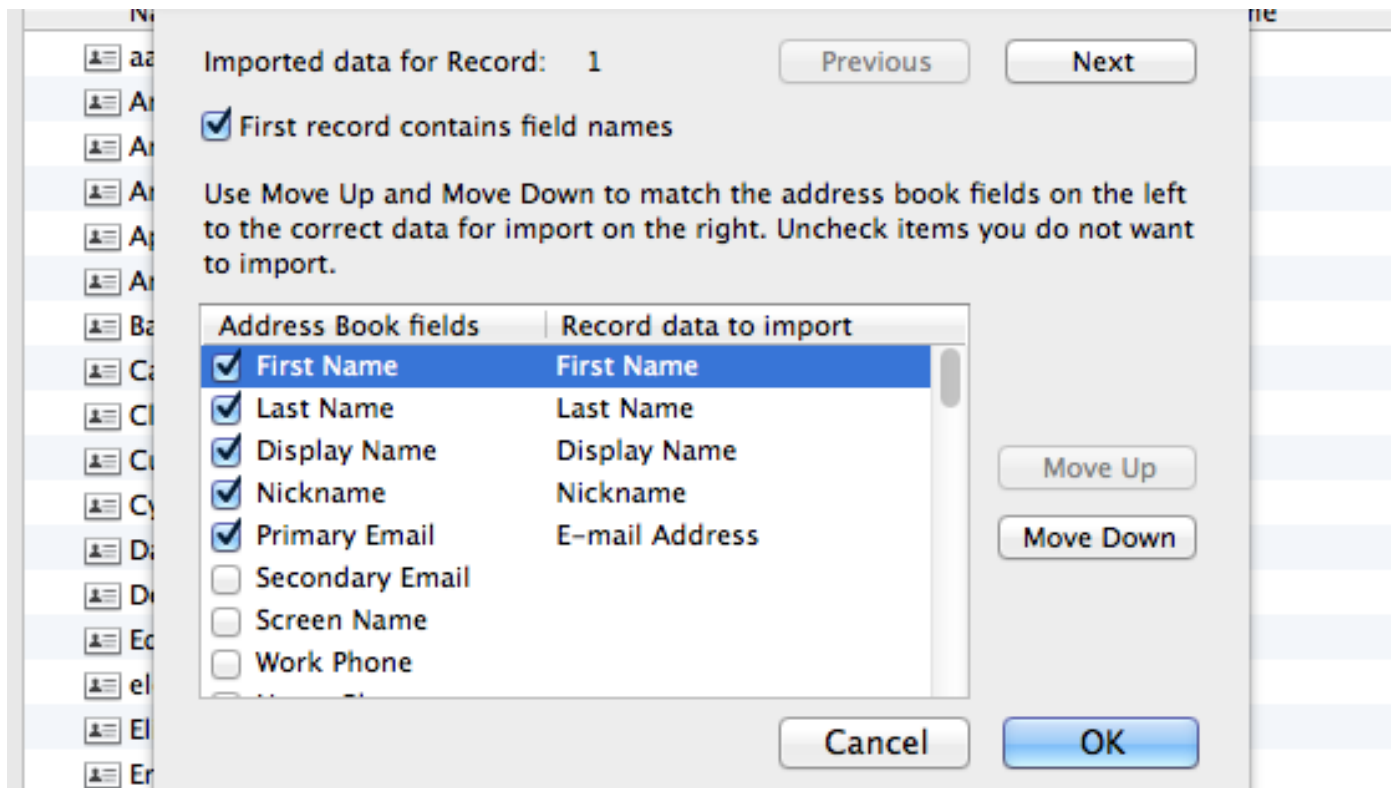 Imported data for Record: 1 Previous Next
First record contains field names
Use Move Up and Move Down to match the address book fields on the left
to the correct data for import on the right. Uncheck items you do not want
to import.
Address Book fields Record data to import
First Name First Name
Last Name Last Name
Display Name Display Name
Nickname Nickname
Primary Email E-mail Address
Secondary Email
Screen Name
Work Phone
Move Up
Move Down
Cancel OK